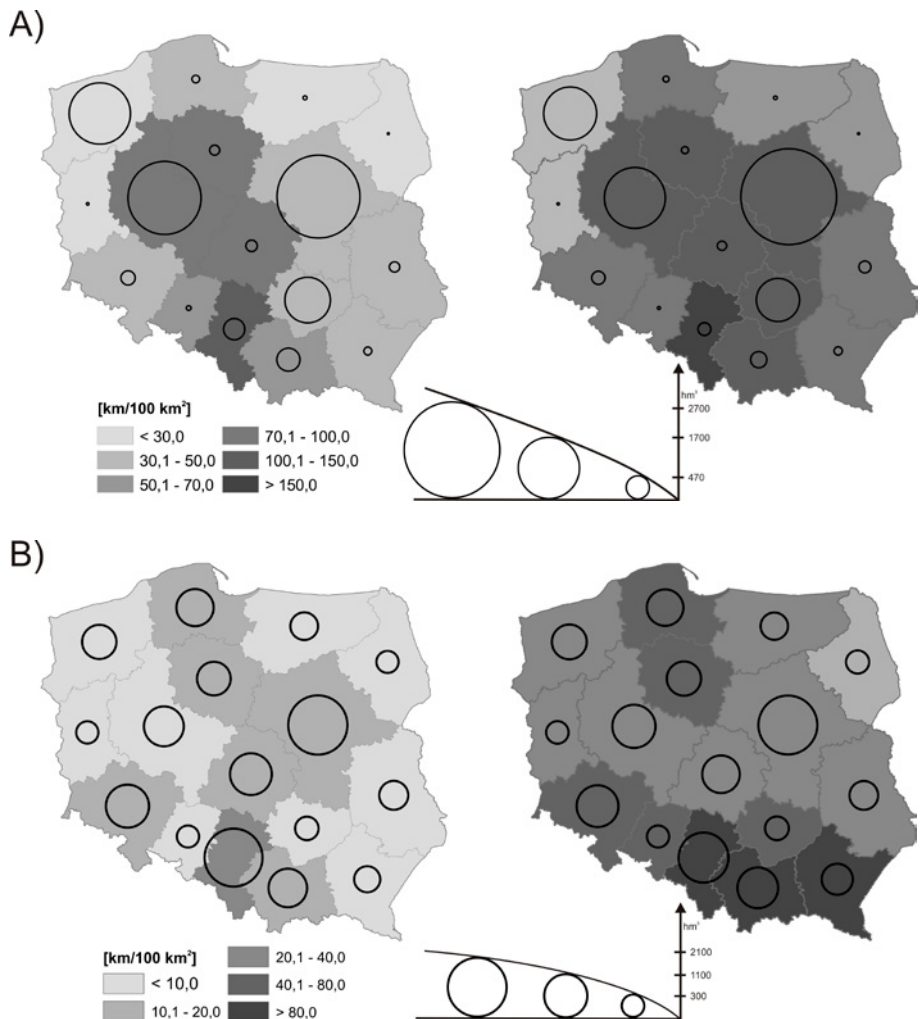 A)
[km/100 km²]
< 30,0
30,1 - 50,0
50,1 - 70,0
70,1 - 100,0
100,1 - 150,0
> 150,0
hm³
2700
1700
470
B)
[km/100 km²]
< 10,0
10,1 - 20,0
20,1 - 40,0
40,1 - 80,0
> 80,0
hm³
2100
1100
300